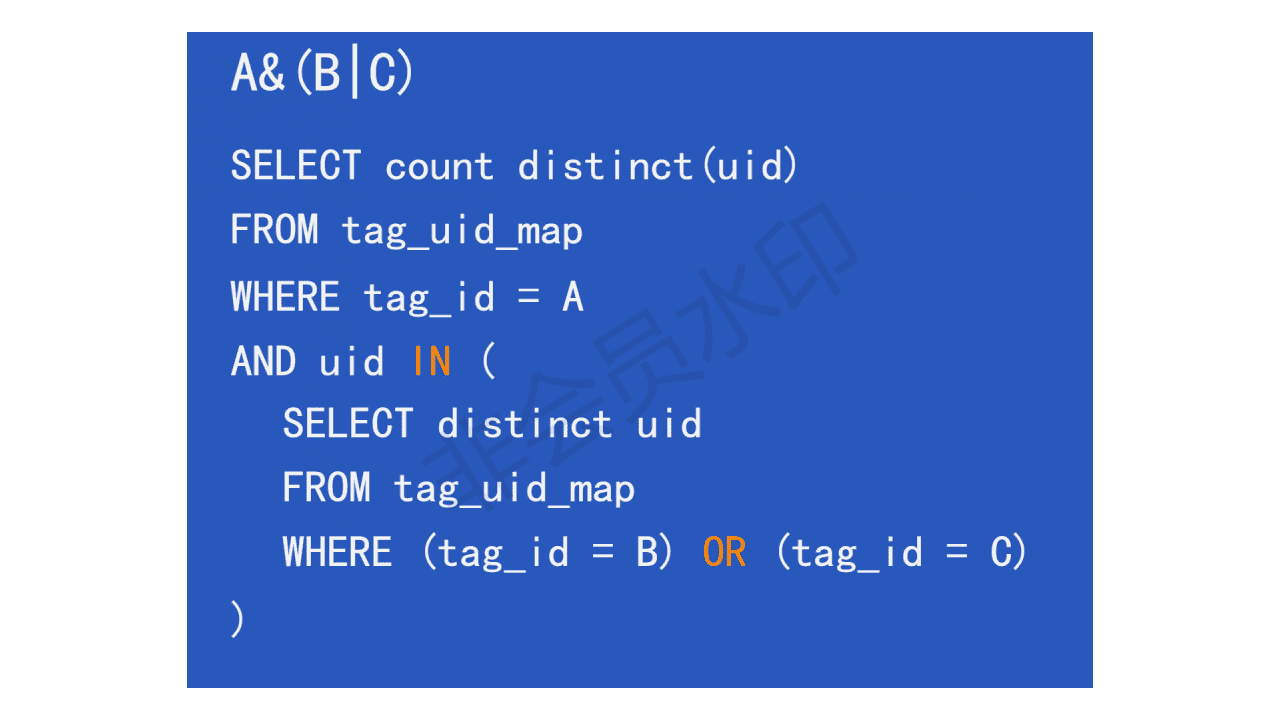 A&(B|C)
SELECT count distinct(uid)
FROM tag_uid_map
WHERE tag_id = A
AND uid IN (
SELECT distinct uid
FROM tag_uid_map
WHERE (tag_id = B) OR (tag_id = C)
)
非会员水印